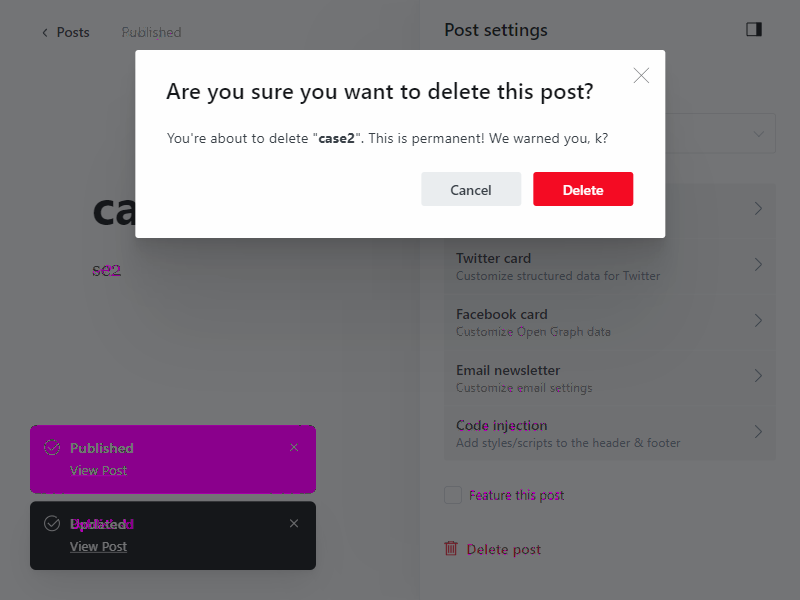 Posts
Published
Post settings
Are you sure you want to delete this post?
You're about to delete "case2". This is permanent! We warned you, k?
Cancel
Delete
ca
Twitter card
Customize structured data for Twitter
se2
Facebook card
Customize Open Graph data
Email newsletter
Customize email settings
Code injection
Add styles/scripts to the header & footer
Published
View Post
Feature this post
Updated
View Post
Delete post